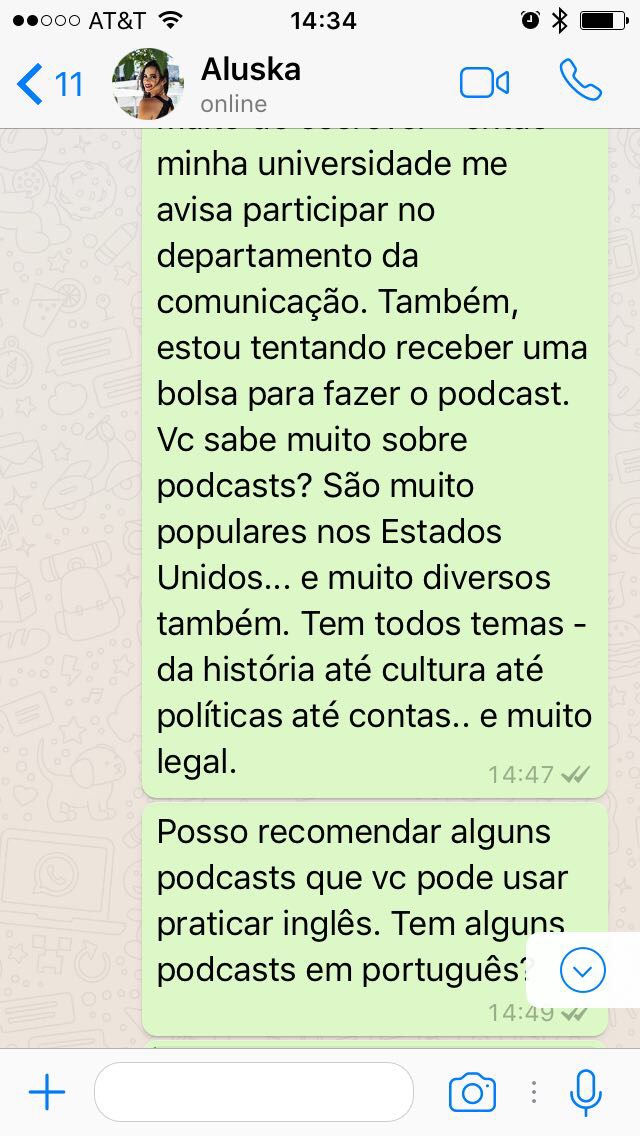 AT&T
14:34
11
Aluska
online
minha universidade me
avisa participar no
departamento da
comunicação. Também,
estou tentando receber uma
bolsa para fazer o podcast.
Vc sabe muito sobre
podcasts? São muito
populares nos Estados
Unidos... e muito diversos
também. Tem todos temas -
da história até cultura até
políticas até contas.. e muito
legal.
14:47
Posso recomendar alguns
podcasts que vc pode usar
praticar inglês. Tem alguns
podcasts em português?
14:49